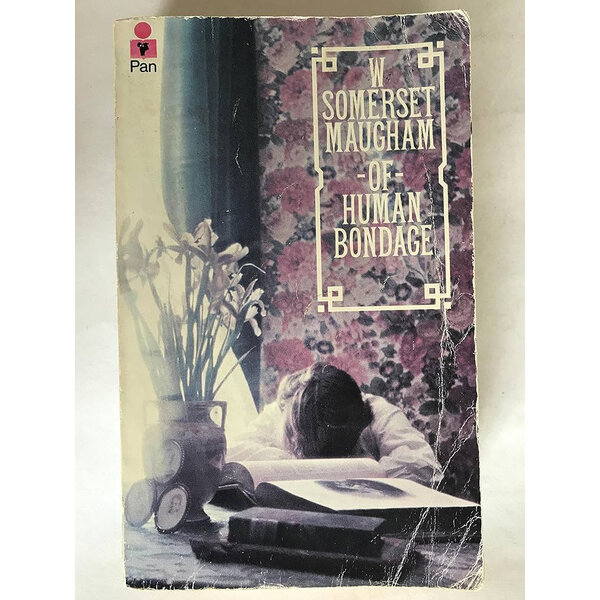 Pan
W
SOMERSET
MAUGHAM
-OF-
HUMAN
BONDAGE